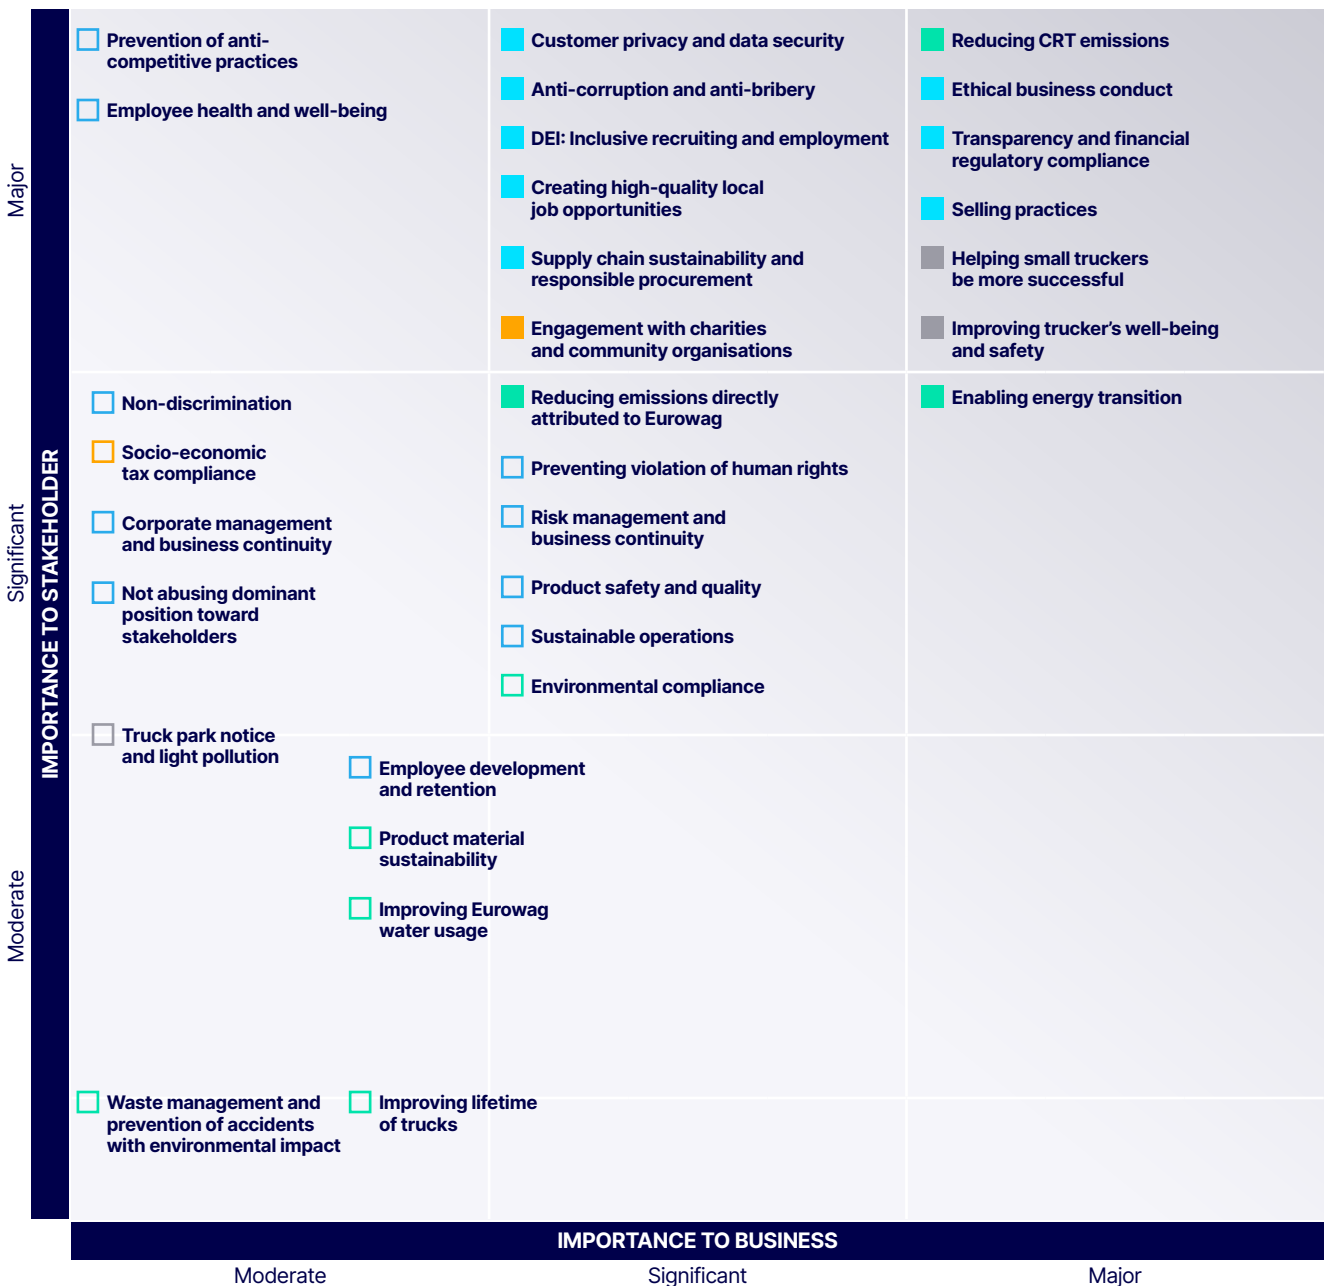 Major
Significant
Moderate
IMPORTANCE TO STAKEHOLDER
Prevention of anti-
competitive practices
Employee health and well-being
Customer privacy and data security
Anti-corruption and anti-bribery
DEI: Inclusive recruiting and employment
Creating high-quality local
job opportunities
Supply chain sustainability and
responsible procurement
Engagement with charities
and community organisations
Reducing CRT emissions
Ethical business conduct
Transparency and financial
regulatory compliance
Selling practices
Helping small truckers
be more successful
Improving trucker’s well-being
and safety
Non-discrimination
Socio-economic
tax compliance
Corporate management
and business continuity
Not abusing dominant
position toward
stakeholders
Truck park notice
and light pollution
Reducing emissions directly
attributed to Eurowag
Preventing violation of human rights
Risk management and
business continuity
Product safety and quality
Sustainable operations
Environmental compliance
Enabling energy transition
Employee development
and retention
Product material
sustainability
Improving Eurowag
water usage
Waste management and
prevention of accidents
with environmental impact
Improving lifetime
of trucks
IMPORTANCE TO BUSINESS
Moderate
Significant
Major